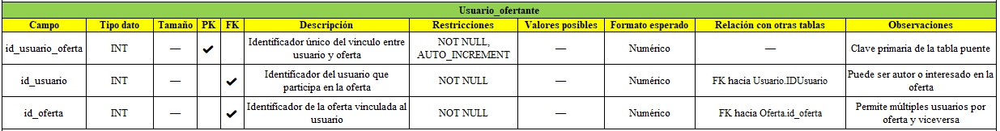 Usuario_ofertante
Campo Tipo dato Tamaño PK FK Descripción Restricciones Valores posibles Formato esperado Relación con otras tablas Observaciones
id_usuario_oferta INT — ✔ Identificador único del vínculo entre usuario y oferta NOT NULL, AUTO_INCREMENT — Numérico — Clave primaria de la tabla puente
id_usuario INT — ✔ Identificador del usuario que participa en la oferta NOT NULL — Numérico FK hacia Usuario.IDUsuario Puede ser autor o interesado en la oferta
id_oferta INT — ✔ Identificador de la oferta vinculada al usuario NOT NULL — Numérico FK hacia Oferta.id_oferta Permite múltiples usuarios por oferta y viceversa